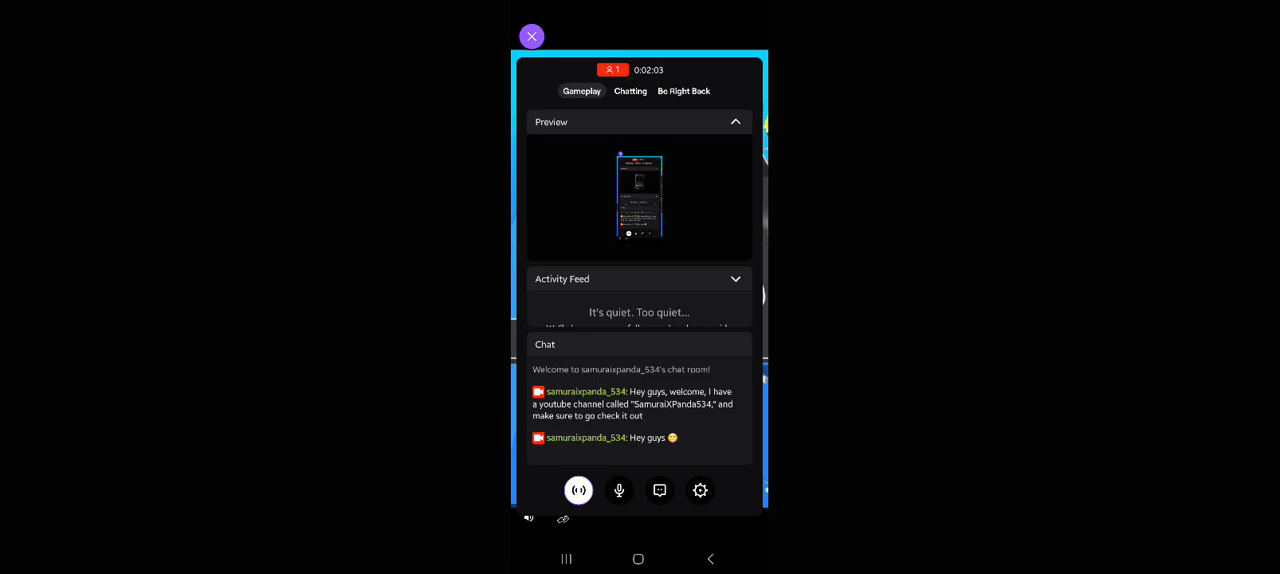 1 0:02:03
Gameplay Chatting Be Right Back
Preview
Activity Feed
It's quiet. Too quiet...
Chat
Welcome to samuraixpanda_534's chat room!
samuraixpanda_534: Hey guys, welcome, I have
a youtube channel called "SamuraiXPanda534," and
make sure to go check it out
samuraixpanda_534: Hey guys 😁